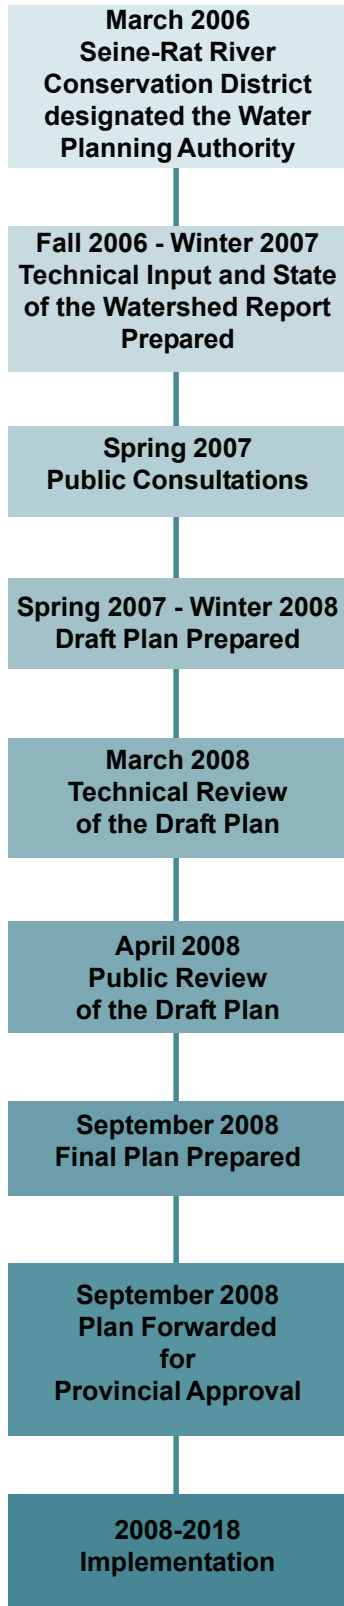 March 2006
Seine-Rat River
Conservation District
designated the Water
Planning Authority
Fall 2006 - Winter 2007
Technical Input and State
of the Watershed Report
Prepared
Spring 2007
Public Consultations
Spring 2007 - Winter 2008
Draft Plan Prepared
March 2008
Technical Review
of the Draft Plan
April 2008
Public Review
of the Draft Plan
September 2008
Final Plan Prepared
September 2008
Plan Forwarded
for
Provincial Approval
2008-2018
Implementation